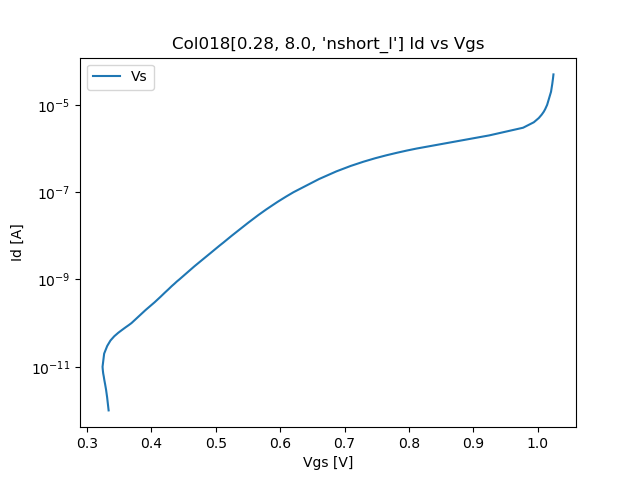 Col018[0.28, 8.0, 'nshort_l'] Id vs Vgs
Vs
10⁻⁵
10⁻⁷
10⁻⁹
10⁻¹¹
Id [A]
0.3 0.4 0.5 0.6 0.7 0.8 0.9 1.0
Vgs [V]